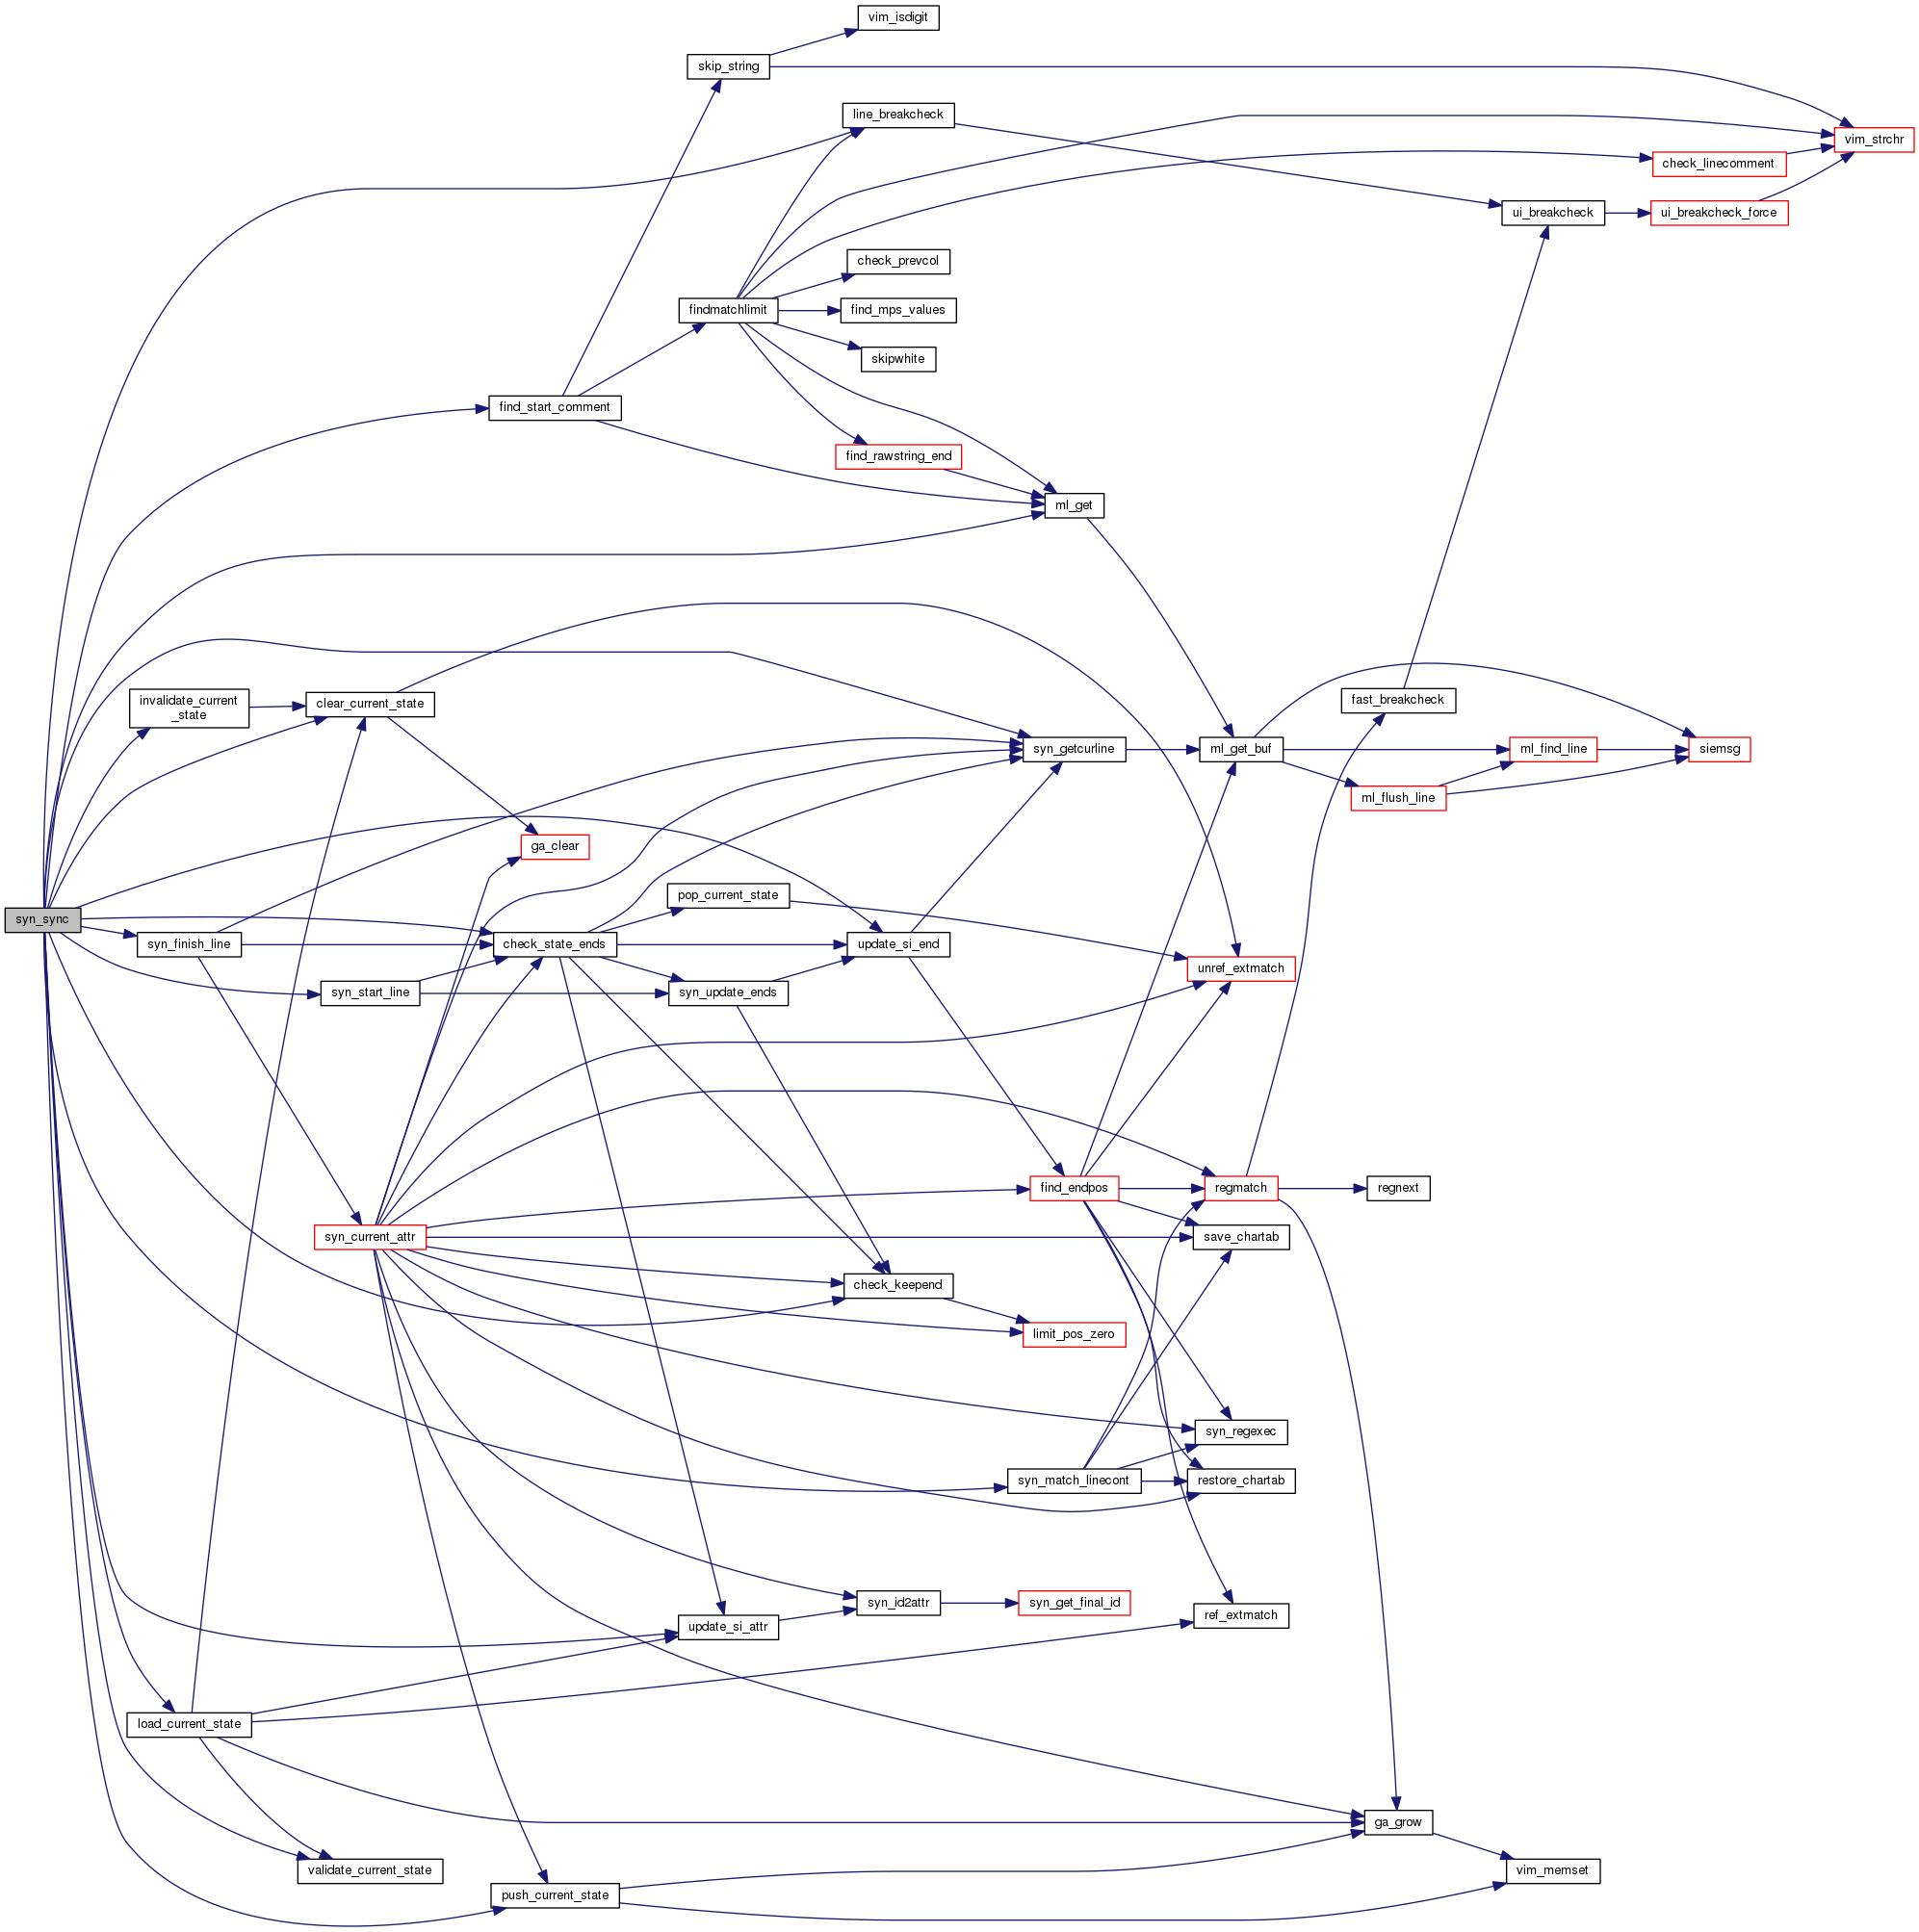 vim_isdigit
skip_string
line_breakcheck
vim_strchr
check_linecomment
ui_breakcheck
ui_breakcheck_force
check_prevcol
findmatchlimit
find_mps_values
skipwhite
find_start_comment
find_rawstring_end
ml_get
invalidate_current
_state
clear_current_state
fast_breakcheck
syn_getcurline
ml_get_buf
ml_find_line
siemsg
ml_flush_line
ga_clear
pop_current_state
syn_sync
syn_finish_line
check_state_ends
update_si_end
unref_extmatch
syn_start_line
syn_update_ends
find_endpos
regmatch
regnext
syn_current_attr
save_chartab
check_keepend
limit_pos_zero
syn_regexec
syn_match_linecont
restore_chartab
syn_id2attr
syn_get_final_id
ref_extmatch
update_si_attr
load_current_state
ga_grow
validate_current_state
vim_memset
push_current_state